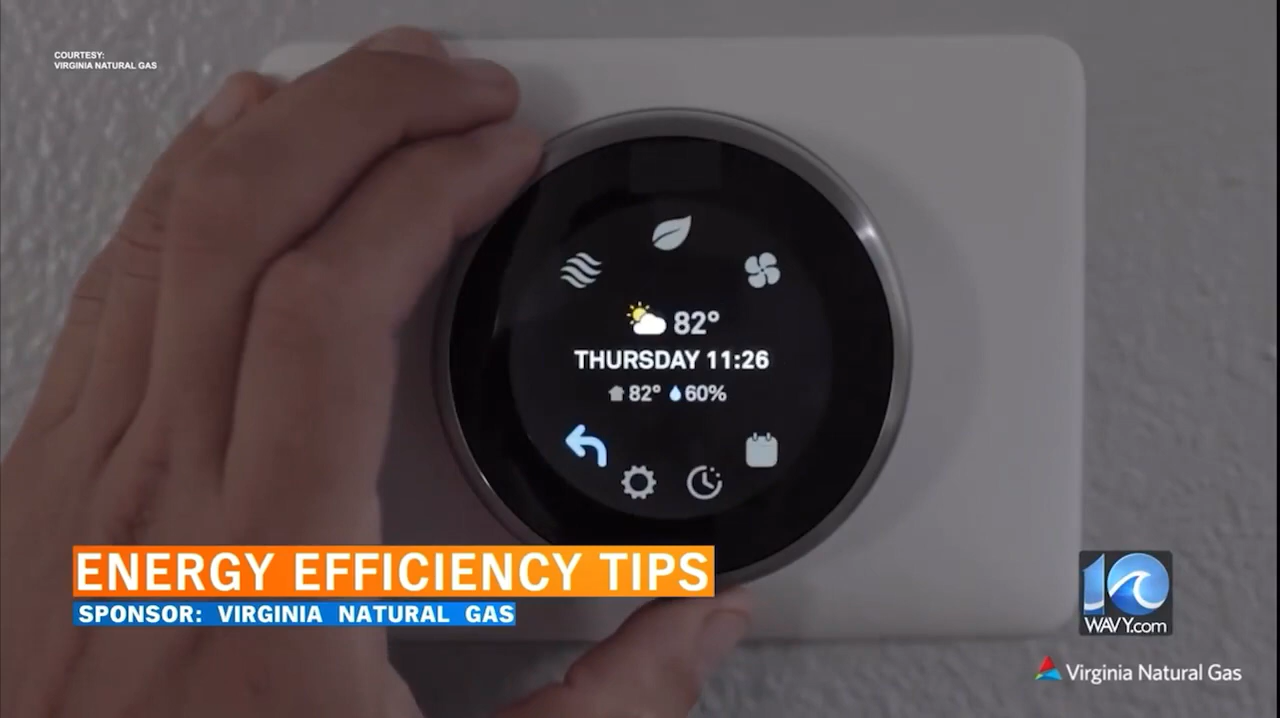 COURTESY:
VIRGINIA NATURAL GAS
82°
THURSDAY 11:26
82° 60%
ENERGY EFFICIENCY TIPS
SPONSOR: VIRGINIA NATURAL GAS
10
WAVY.com
Virginia Natural Gas